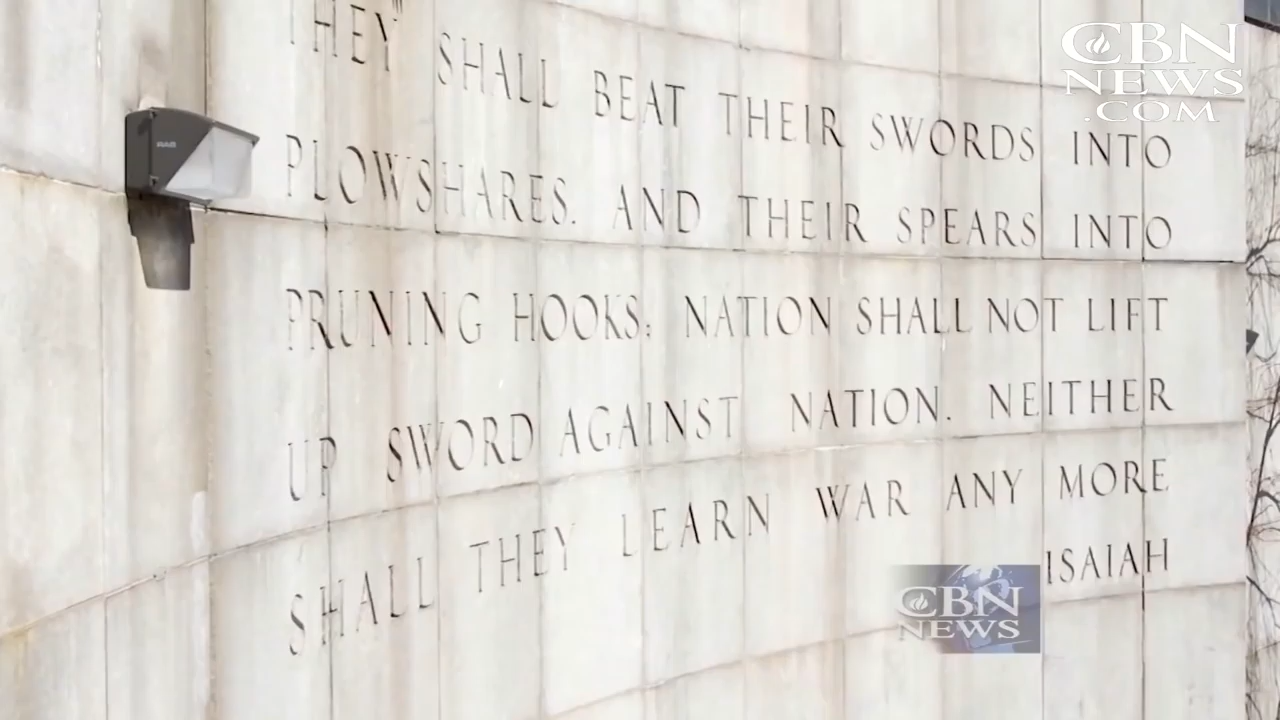 CBN
NEWS
.COM
THEY SHALL BEAT THEIR SWORDS INTO
PLOWSHARES. AND THEIR SPEARS INTO
PRUNING HOOKS; NATION SHALL NOT LIFT
UP SWORD AGAINST NATION. NEITHER
SHALL THEY LEARN WAR ANY MORE
ISAIAH
CBN
NEWS